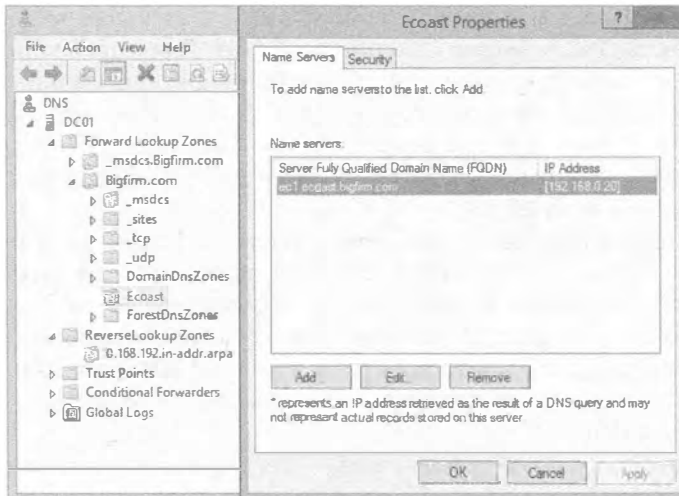 File Action View Help
DNS
DC01
Forward Lookup Zones
_msdcs.Bigfirm.com
Bigfirm.com
_msdcs
_sites
_tcp
_udp
DomainDnsZones
Ecoast
ForestDnsZones
ReverseLookup Zones
0.168.192.in-addr.arpa
Trust Points
Conditional Forwarders
Global Logs
Ecoast Properties
?
Name Servers Security
To add name servers to the list, click Add.
Name servers:
Server Fully Qualified Domain Name (FQDN) IP Address
ec1.ecoast.bigfirm.com [192.168.0.20]
Add... Edit... Remove
* represents an IP address retrieved as the result of a DNS query and may
not represent actual records stored on this server.
OK Cancel Apply